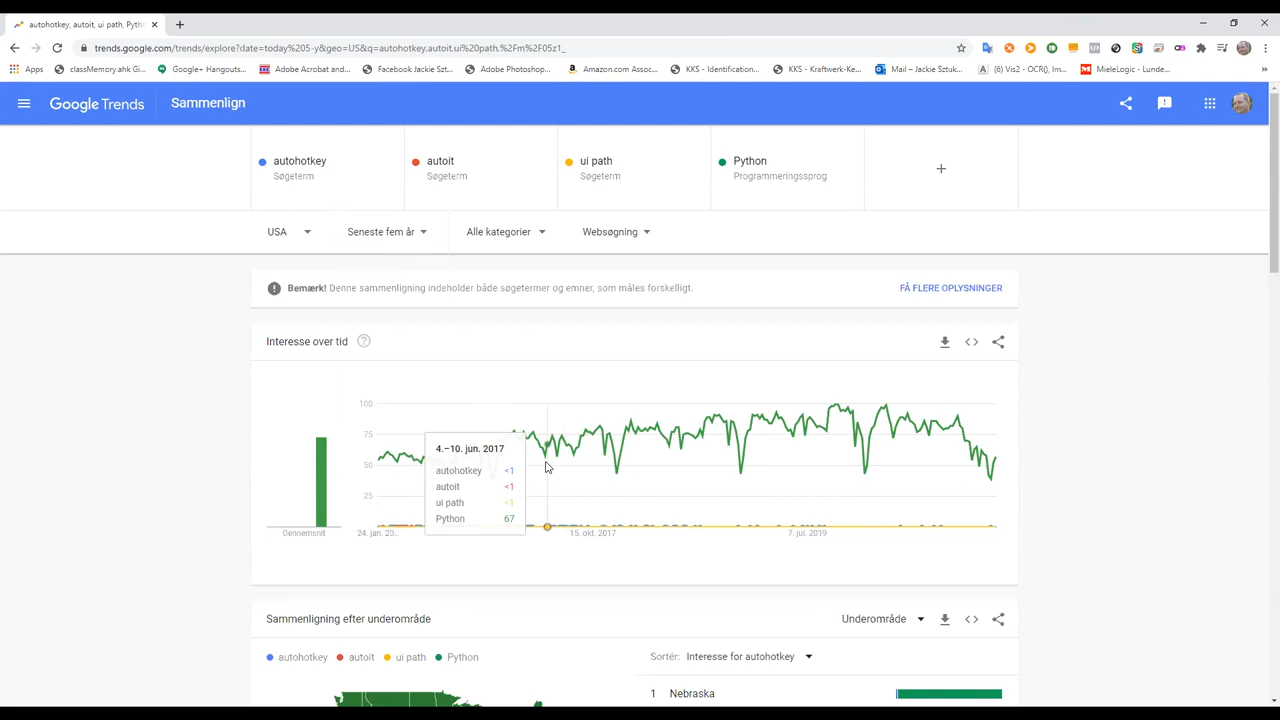 autohotkey, autoit, ui path, Pytho
trends.google.com/trends/explore?date=today%205-y&geo=US&q=autohotkey,autoit,ui%20path,%2Fm%2F05z1_
Apps classMemory.ahk Gi... Google+ Hangouts... Adobe Acrobat and... Facebook Jackie Szt... Adobe Photoshop... Amazon.com Assoc... KKS - Identification... KKS - Kraftwerk-Ke... Mail – Jackie Sztuk... (6) Vis2 - OCR(), Im... MieleLogic - Lunde... »
Google Trends Sammenlign
autohotkey autoit ui path Python
Søgeterm Søgeterm Søgeterm Programmeringssprog
USA Seneste fem år Alle kategorier Websøgning
Bemærk! Denne sammenligning indeholder både søgetermer og emner, som måles forskelligt. FÅ FLERE OPLYSNINGER
Interesse over tid
100
75
50
25
4.–10. jun. 2017
autohotkey <1
autoit <1
ui path <1
Python 67
Gennemsnit 24. jan. 20... 15. okt. 2017 7. jul. 2019
Sammenligning efter underområde Underområde
autohotkey autoit ui path Python Sortér: Interesse for autohotkey
1 Nebraska